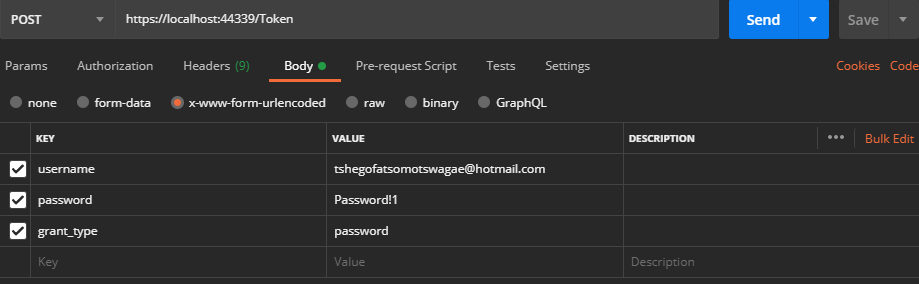 POST https://localhost:44339/Token Send Save
Params Authorization Headers (9) Body Pre-request Script Tests Settings Cookies Code
none form-data x-www-form-urlencoded raw binary GraphQL
KEY VALUE DESCRIPTION ••• Bulk Edit
username tshegofatsomotswagae@hotmail.com
password Password!1
grant_type password
Key Value Description